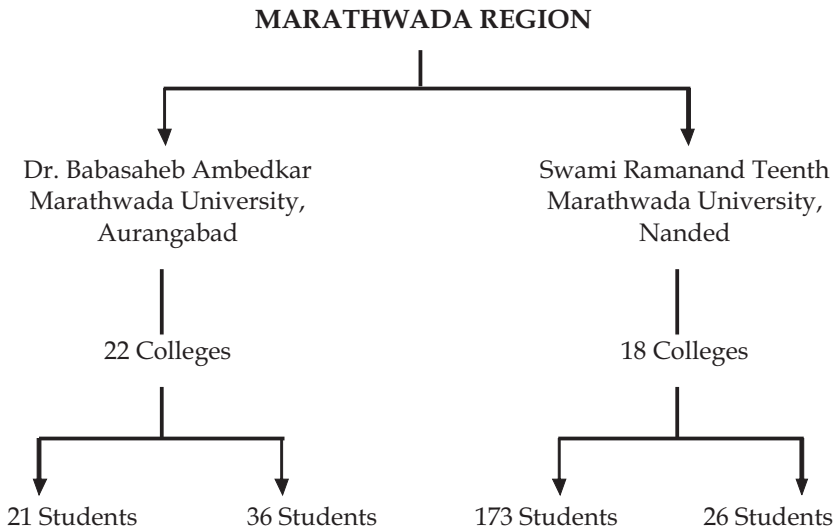 MARATHWADA REGION
Dr. Babasaheb Ambedkar
Marathwada University,
Aurangabad
Swami Ramanand Teenth
Marathwada University,
Nanded
22 Colleges
18 Colleges
21 Students
36 Students
173 Students
26 Students